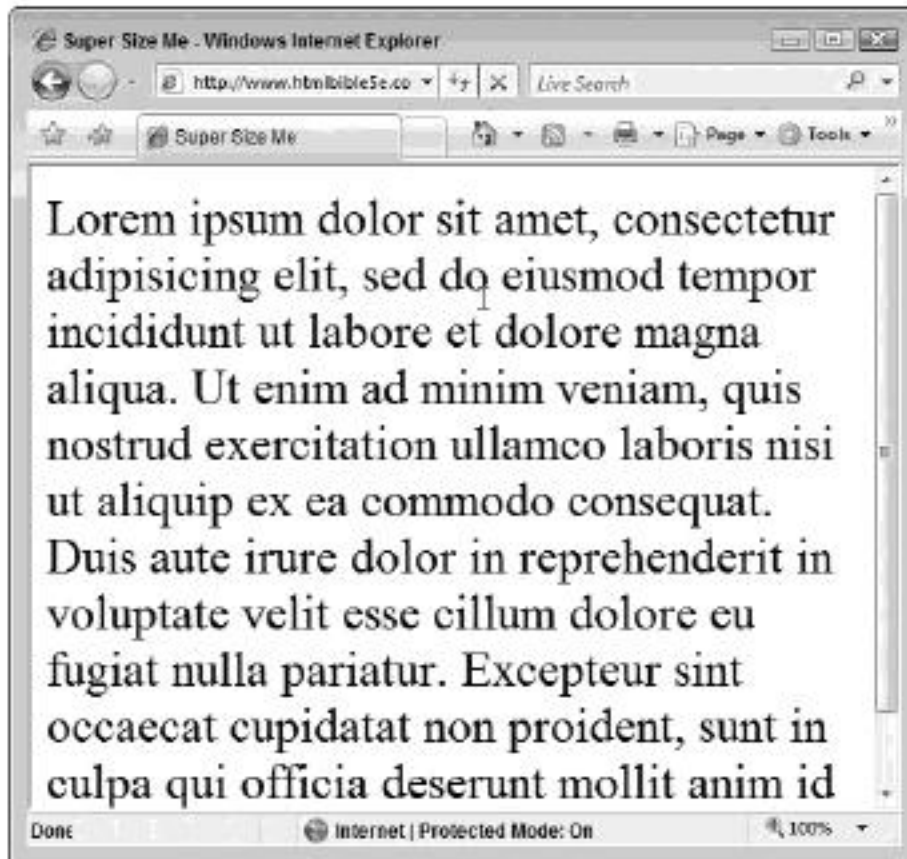 Super Size Me - Windows Internet Explorer
http://www.htmlbible5e.co Live Search
Super Size Me Page Tools
Lorem ipsum dolor sit amet, consectetur
adipisicing elit, sed do eiusmod tempor
incididunt ut labore et dolore magna
aliqua. Ut enim ad minim veniam, quis
nostrud exercitation ullamco laboris nisi
ut aliquip ex ea commodo consequat.
Duis aute irure dolor in reprehenderit in
voluptate velit esse cillum dolore eu
fugiat nulla pariatur. Excepteur sint
occaecat cupidatat non proident, sunt in
culpa qui officia deserunt mollit anim id
Done Internet | Protected Mode: On 100%